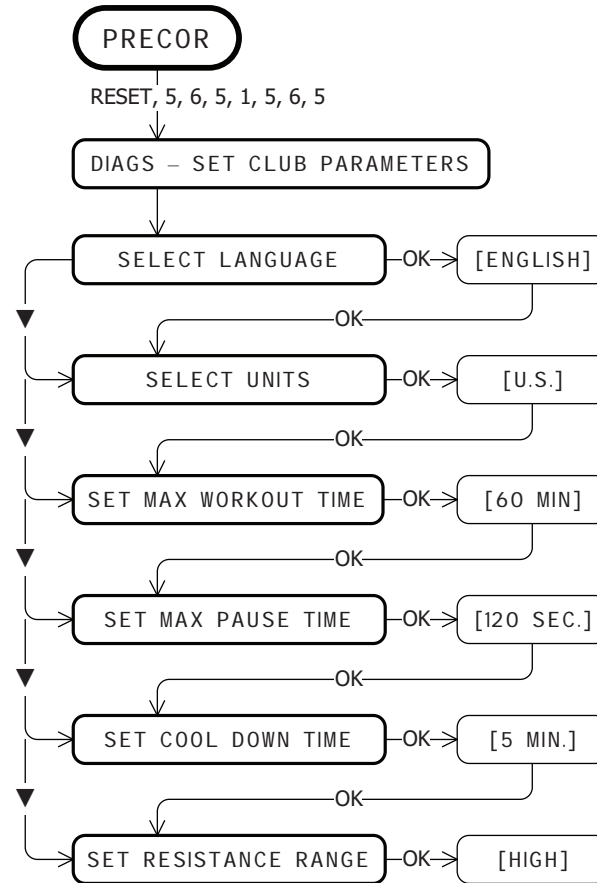 PRECOR
RESET, 5, 6, 5, 1, 5, 6, 5
DIAGS – SET CLUB PARAMETERS
SELECT LANGUAGE
OK
[ENGLISH]
OK
SELECT UNITS
OK
[U.S.]
OK
SET MAX WORKOUT TIME
OK
[60 MIN]
OK
SET MAX PAUSE TIME
OK
[120 SEC.]
OK
SET COOL DOWN TIME
OK
[5 MIN.]
OK
SET RESISTANCE RANGE
OK
[HIGH]